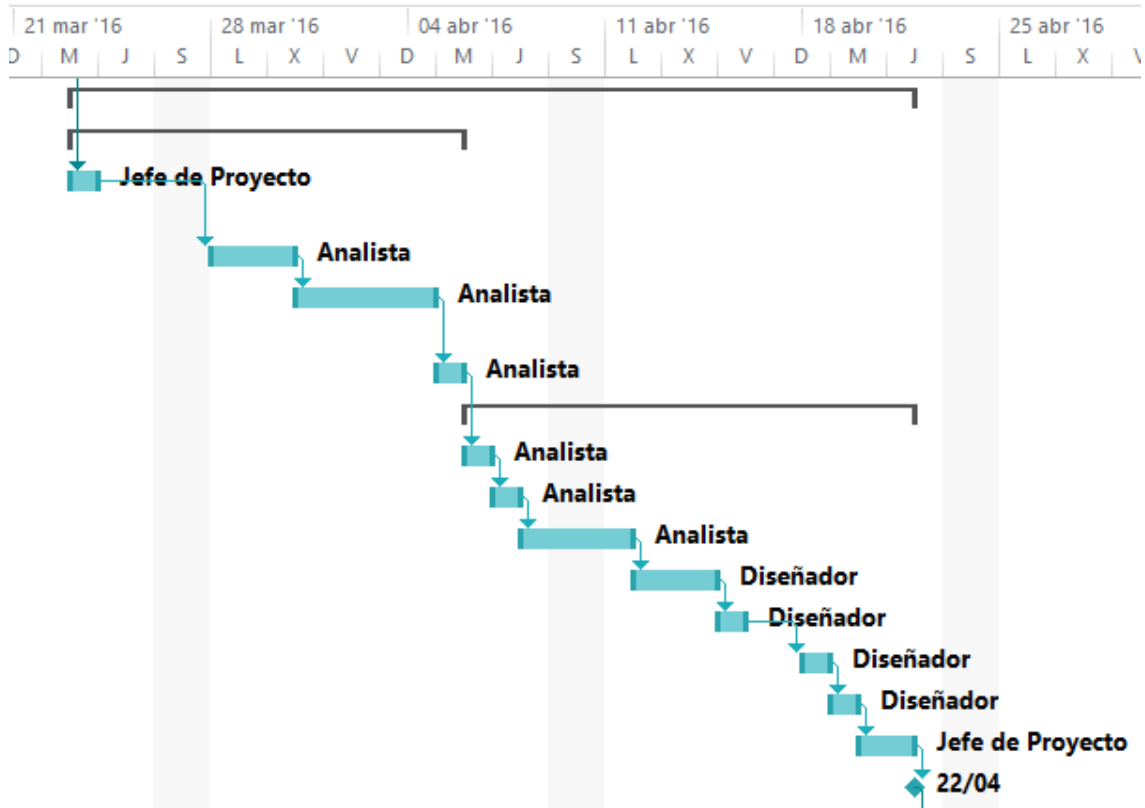 21 mar '16 28 mar '16 04 abr '16 11 abr '16 18 abr '16 25 abr '16
D M J S L X V D M J S L X V D M J S L X V
Jefe de Proyecto
Analista
Analista
Analista
Analista
Analista
Analista
Diseñador
Diseñador
Diseñador
Diseñador
Jefe de Proyecto
22/04